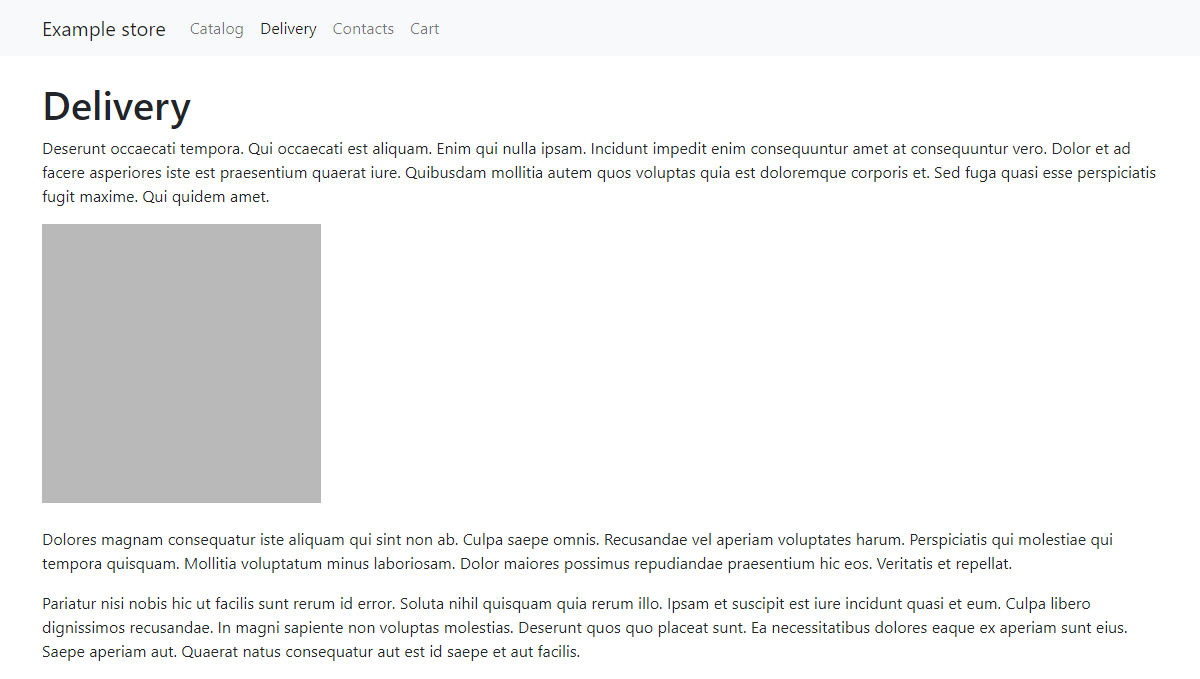 Example store Catalog Delivery Contacts Cart
Delivery
Deserunt occaecati tempora. Qui occaecati est aliquam. Enim qui nulla ipsam. Incidunt impedit enim consequuntur amet at consequuntur vero. Dolor et ad
facere asperiores iste est praesentium quaerat iure. Quibusdam mollitia autem quos voluptas quia est doloremque corporis et. Sed fuga quasi esse perspiciatis
fugit maxime. Qui quidem amet.
Dolores magnam consequatur iste aliquam qui sint non ab. Culpa saepe omnis. Recusandae vel aperiam voluptates harum. Perspiciatis qui molestiae qui
tempora quisquam. Mollitia voluptatum minus laboriosam. Dolor maiores possimus repudiandae praesentium hic eos. Veritatis et repellat.
Pariatur nisi nobis hic ut facilis sunt rerum id error. Soluta nihil quisquam quia rerum illo. Ipsam et suscipit est iure incidunt quasi et eum. Culpa libero
dignissimos recusandae. In magni sapiente non voluptas molestias. Deserunt quos quo placeat sunt. Ea necessitatibus dolores eaque ex aperiam sunt eius.
Saepe aperiam aut. Quaerat natus consequatur aut est id saepe et aut facilis.